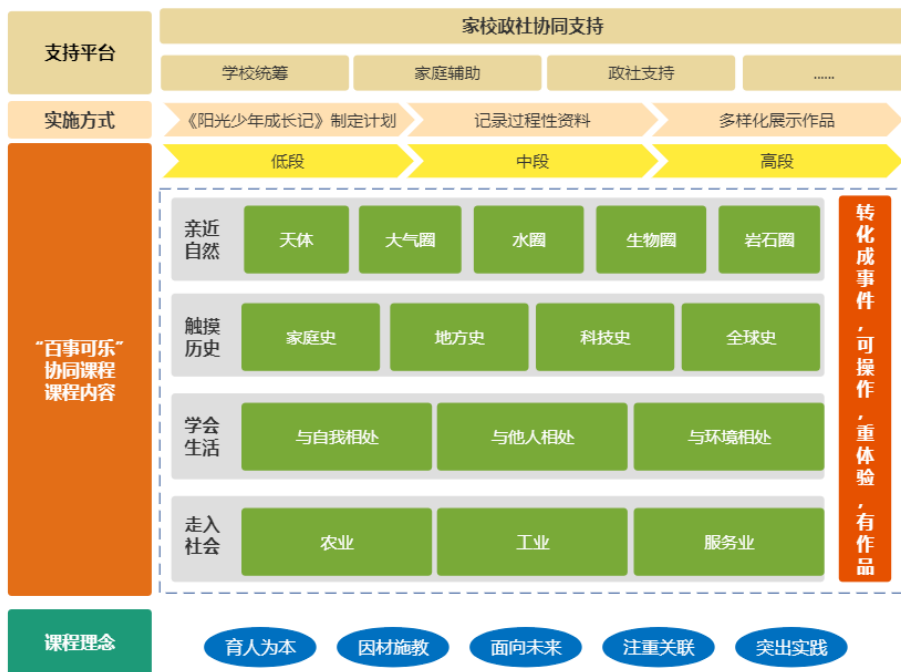 支持平台
家校政社协同支持
学校统筹
家庭辅助
政社支持
......
实施方式
《阳光少年成长记》制定计划
记录过程性资料
多样化展示作品
低段
中段
高段
“百事可乐”
协同课程
课程内容
亲近
自然
天体
大气圈
水圈
生物圈
岩石圈
触摸
历史
家庭史
地方史
科技史
全球史
学会
生活
与自我相处
与他人相处
与环境相处
走入
社会
农业
工业
服务业
转化成事件，可操作，重体验，有作品
课程理念
育人为本
因材施教
面向未来
注重关联
突出实践